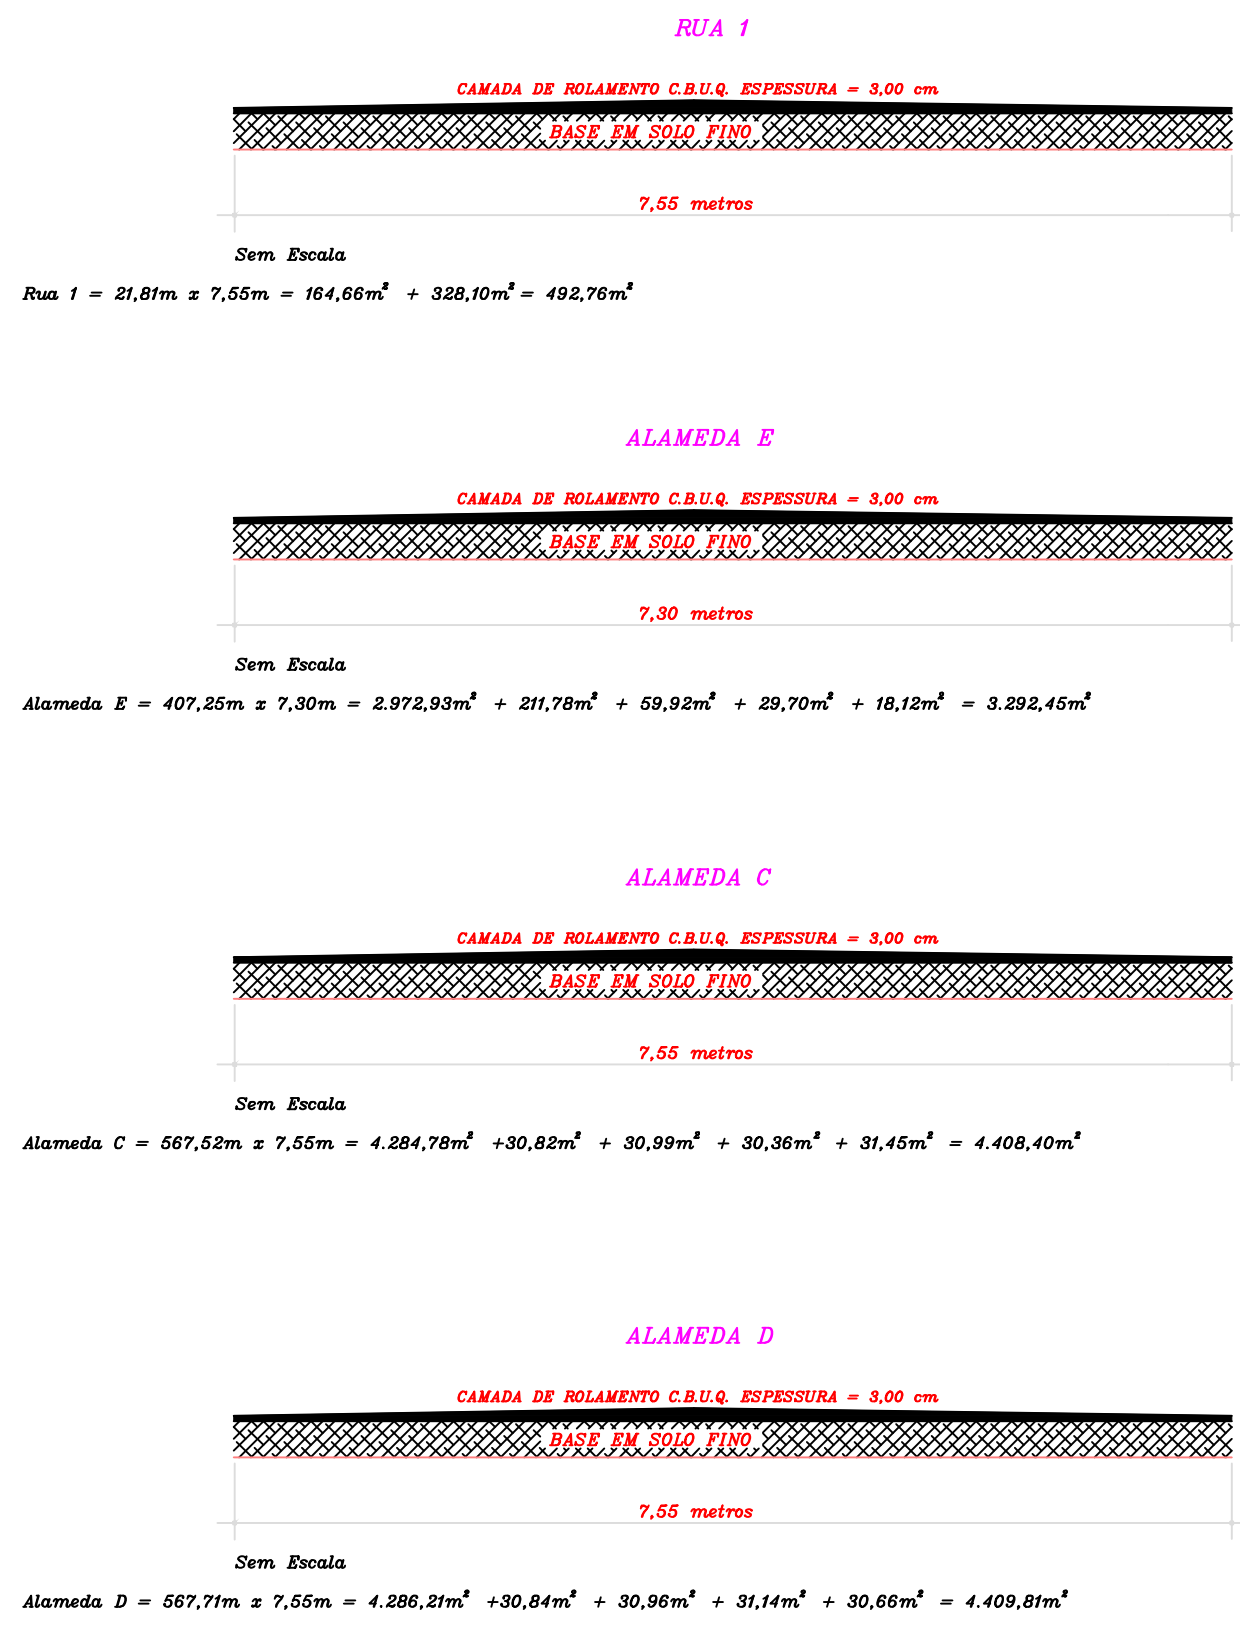 RUA 1
CAMADA DE ROLAMENTO C.B.U.Q. ESPESSURA = 3,00 cm
BASE EM SOLO FINO
7,55 metros
Sem Escala
Rua 1 = 21,81m x 7,55m = 164,66m² + 328,10m² = 492,76m²
ALAMEDA E
CAMADA DE ROLAMENTO C.B.U.Q. ESPESSURA = 3,00 cm
BASE EM SOLO FINO
7,30 metros
Sem Escala
Alameda E = 407,25m x 7,30m = 2.972,93m² + 211,78m² + 59,92m² + 29,70m² + 18,12m² = 3.292,45m²
ALAMEDA C
CAMADA DE ROLAMENTO C.B.U.Q. ESPESSURA = 3,00 cm
BASE EM SOLO FINO
7,55 metros
Sem Escala
Alameda C = 567,52m x 7,55m = 4.284,78m² +30,82m² + 30,99m² + 30,36m² + 31,45m² = 4.408,40m²
ALAMEDA D
CAMADA DE ROLAMENTO C.B.U.Q. ESPESSURA = 3,00 cm
BASE EM SOLO FINO
7,55 metros
Sem Escala
Alameda D = 567,71m x 7,55m = 4.286,21m² +30,84m² + 30,96m² + 31,14m² + 30,66m² = 4.409,81m²